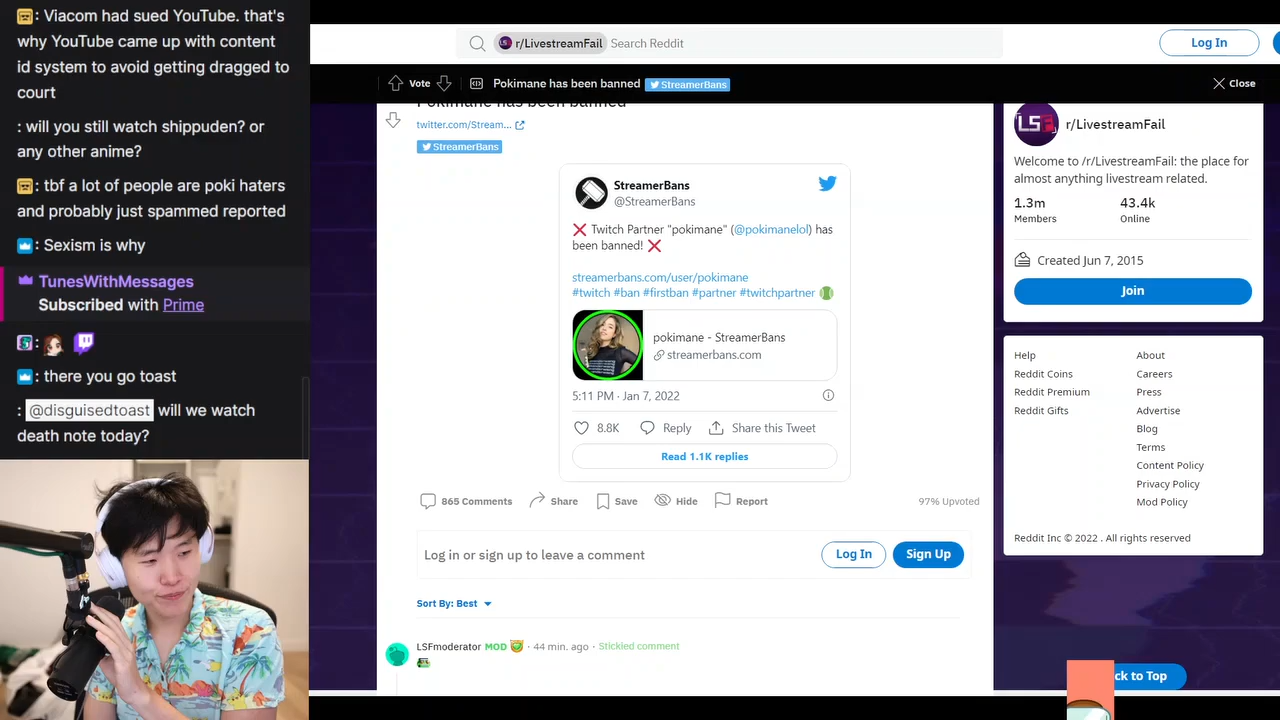 : Viacom had sued YouTube. that's
why YouTube came up with content
id system to avoid getting dragged to
court
: will you still watch shippuden? or
any other anime?
: tbf a lot of people are poki haters
and probably just spammed reported
: Sexism is why
TunesWithMessages
Subscribed with Prime
:
: there you go toast
: @disguisedtoast will we watch
death note today?
r/LivestreamFail Search Reddit
Log In
Vote
Pokimane has been banned StreamerBans
Close
Pokimane has been banned
twitter.com/Stream...
StreamerBans
StreamerBans
@StreamerBans
❌ Twitch Partner "pokimane" (@pokimanelol) has
been banned! ❌
streamerbans.com/user/pokimane
#twitch #ban #firstban #partner #twitchpartner
pokimane - StreamerBans
streamerbans.com
5:11 PM · Jan 7, 2022
8.8K Reply Share this Tweet
Read 1.1K replies
865 Comments Share Save Hide Report 97% Upvoted
Log in or sign up to leave a comment
Log In Sign Up
Sort By: Best
LSFmoderator MOD · 44 min. ago · Stickied comment
LSF
r/LivestreamFail
Welcome to /r/LivestreamFail: the place for
almost anything livestream related.
1.3m 43.4k
Members Online
Created Jun 7, 2015
Join
Help About
Reddit Coins Careers
Reddit Premium Press
Reddit Gifts Advertise
Blog
Terms
Content Policy
Privacy Policy
Mod Policy
Reddit Inc © 2022 . All rights reserved
ck to Top